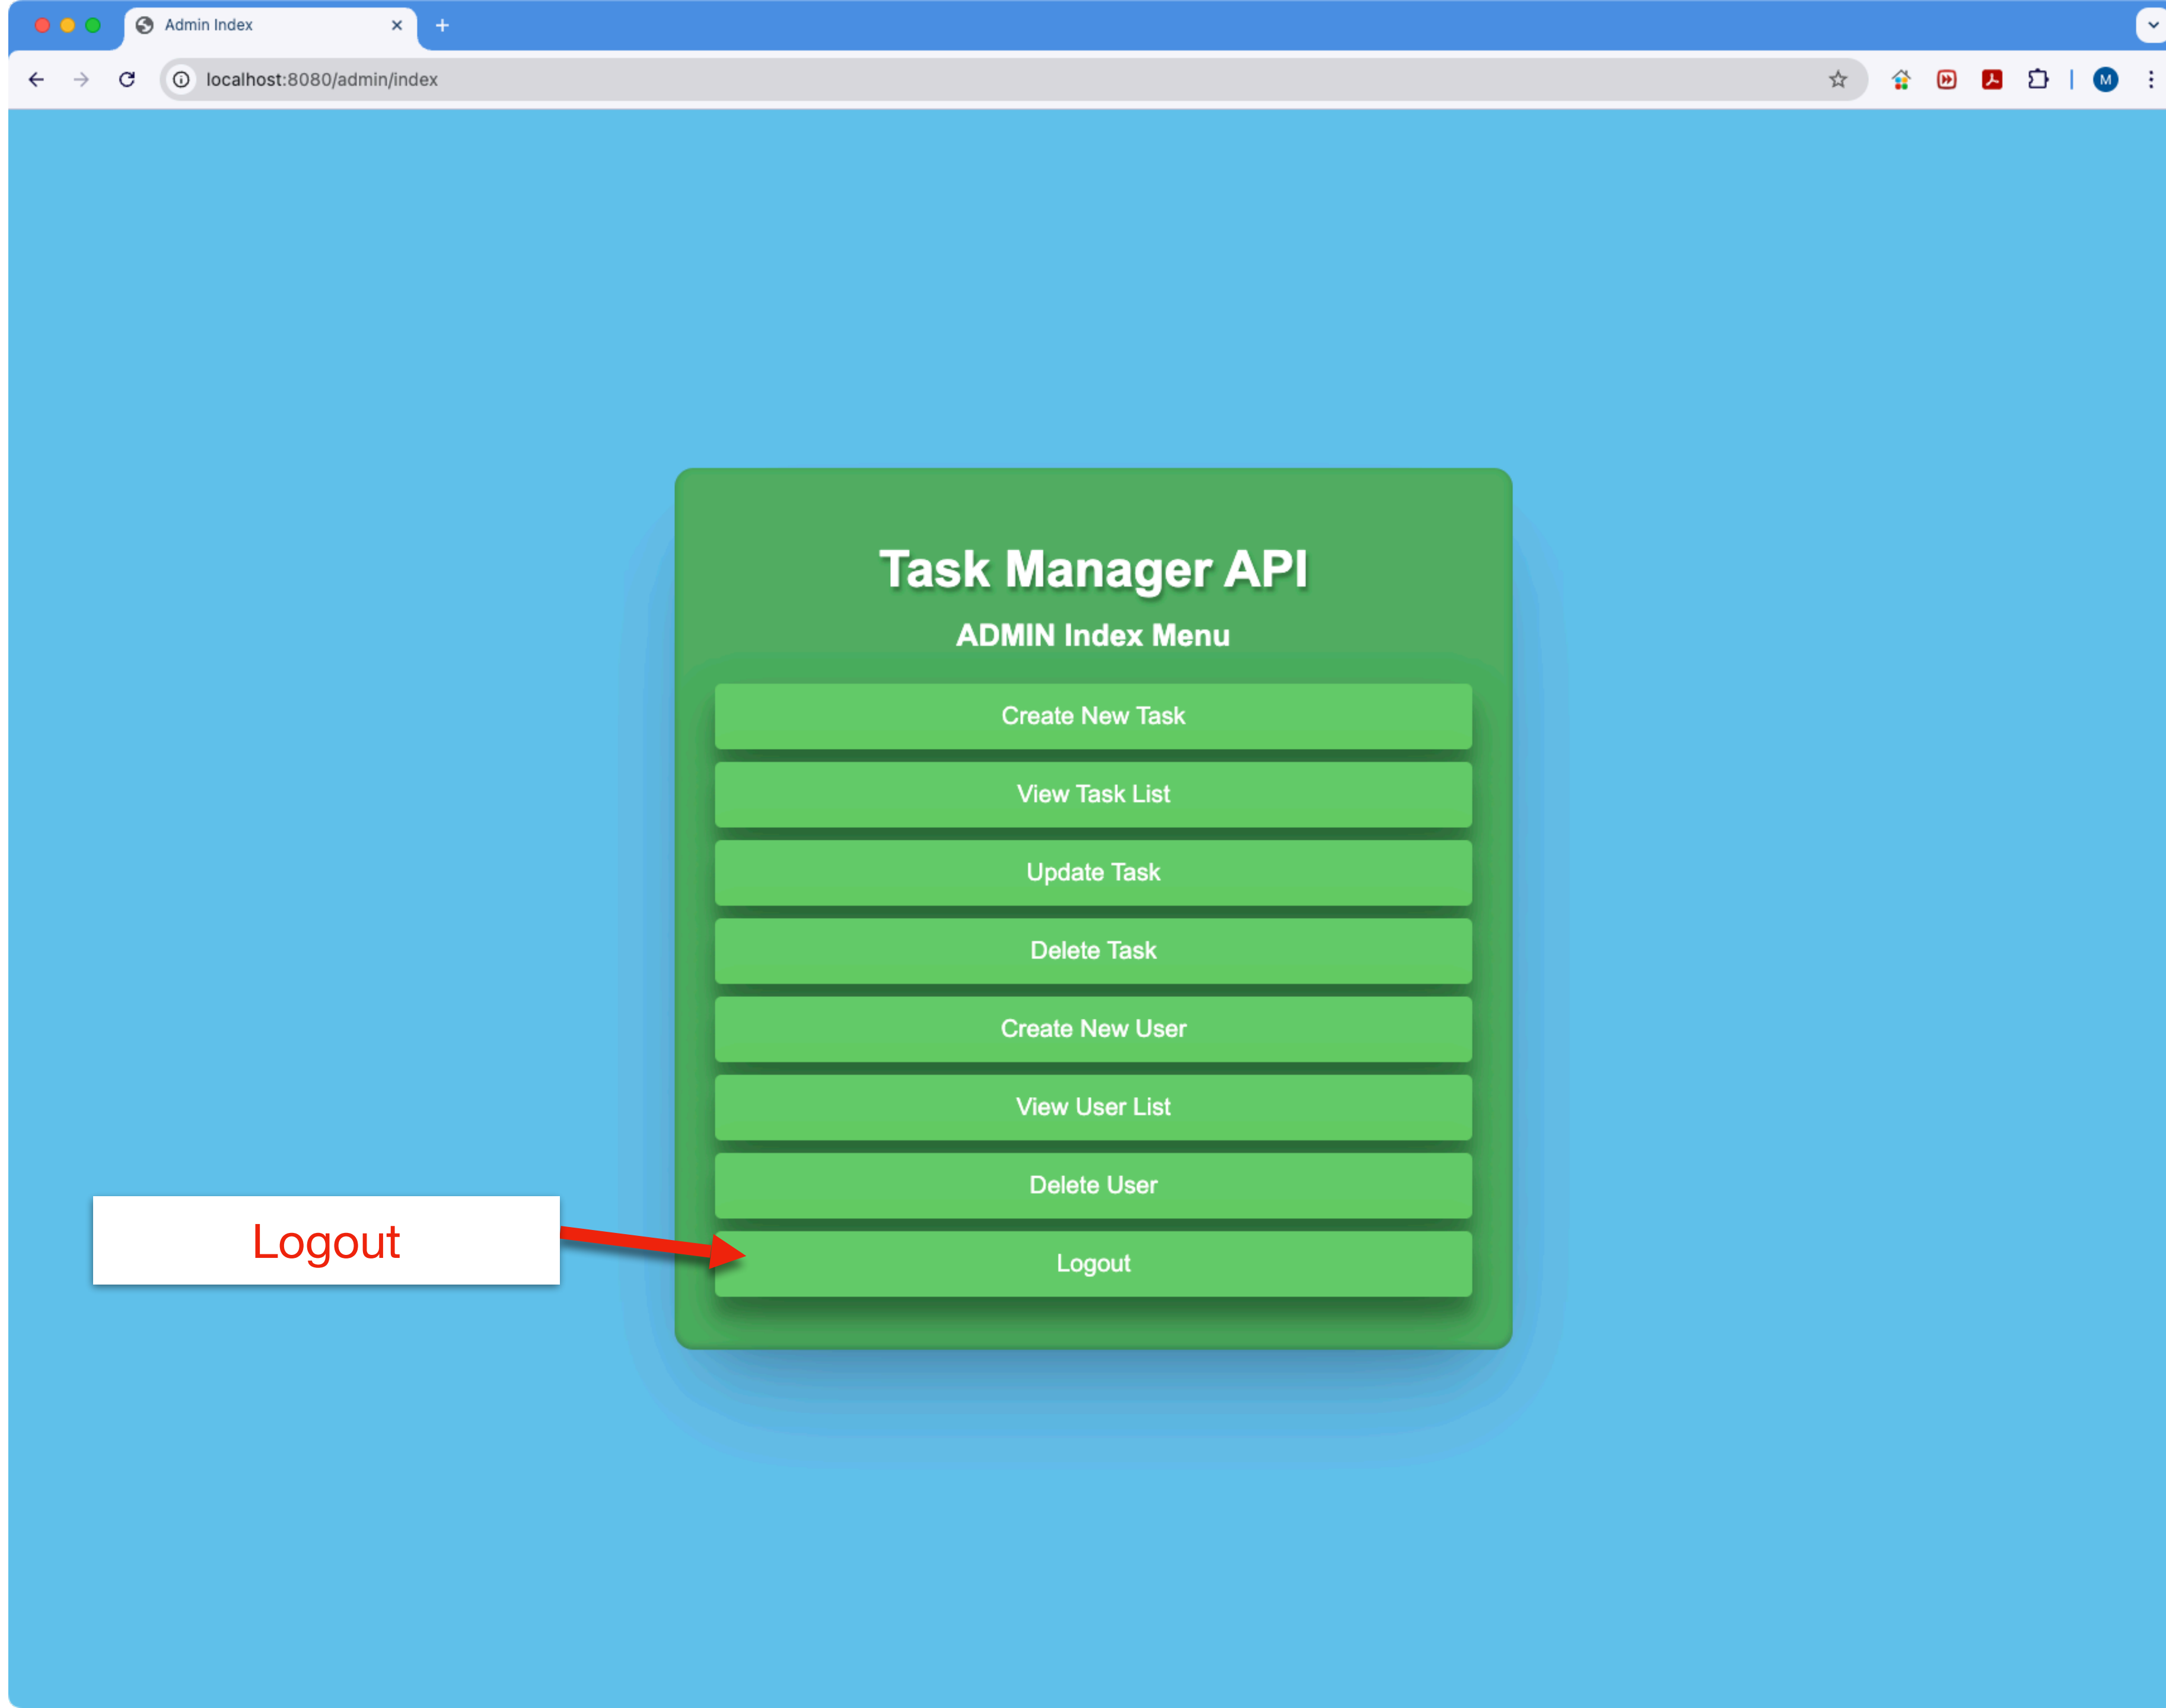 Admin Index
localhost:8080/admin/index
M
Task Manager API
ADMIN Index Menu
Create New Task
View Task List
Update Task
Delete Task
Create New User
View User List
Delete User
Logout
Logout